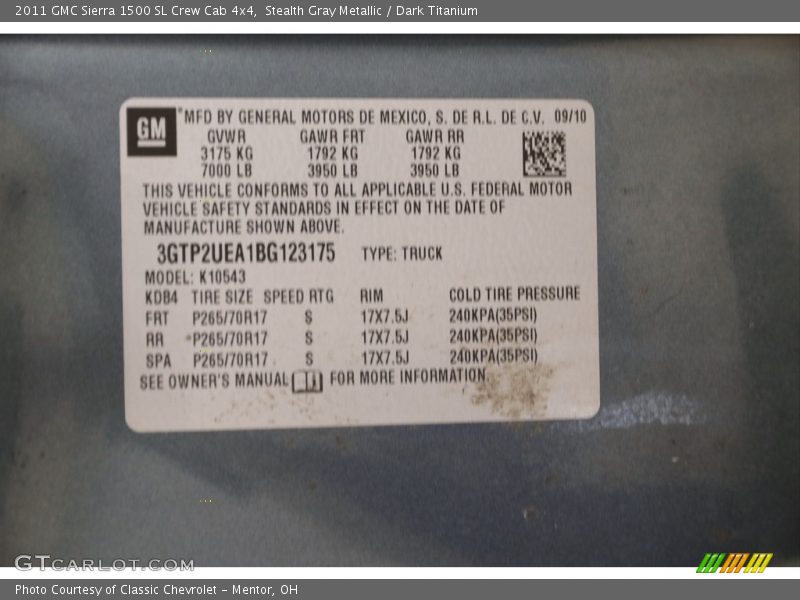 2011 GMC Sierra 1500 SL Crew Cab 4x4, Stealth Gray Metallic / Dark Titanium
GM
*MFD BY GENERAL MOTORS DE MEXICO, S. DE R.L. DE C.V. 09/10
GVWR GAWR FRT GAWR RR
3175 KG 1792 KG 1792 KG
7000 LB 3950 LB 3950 LB
THIS VEHICLE CONFORMS TO ALL APPLICABLE U.S. FEDERAL MOTOR
VEHICLE SAFETY STANDARDS IN EFFECT ON THE DATE OF
MANUFACTURE SHOWN ABOVE.
3GTP2UEA1BG123175 TYPE: TRUCK
MODEL: K10543
KDB4 TIRE SIZE SPEED RTG RIM COLD TIRE PRESSURE
FRT P265/70R17 S 17X7.5J 240KPA(35PSI)
RR P265/70R17 S 17X7.5J 240KPA(35PSI)
SPA P265/70R17 S 17X7.5J 240KPA(35PSI)
SEE OWNER'S MANUAL FOR MORE INFORMATION
GTCARLOT.COM
Photo Courtesy of Classic Chevrolet - Mentor, OH